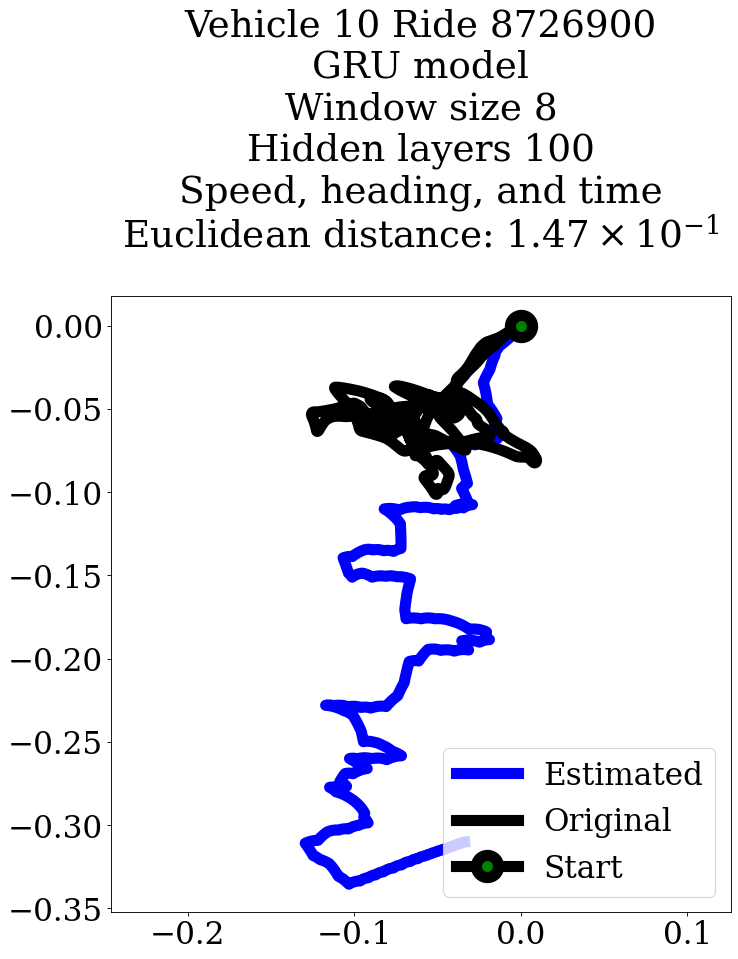 Vehicle 10 Ride 8726900
GRU model
Window size 8
Hidden layers 100
Speed, heading, and time
Euclidean distance: 1.47 × 10⁻¹
0.00
−0.05
−0.10
−0.15
−0.20
−0.25
−0.30
−0.35
Estimated
Original
Start
−0.2 −0.1 0.0 0.1